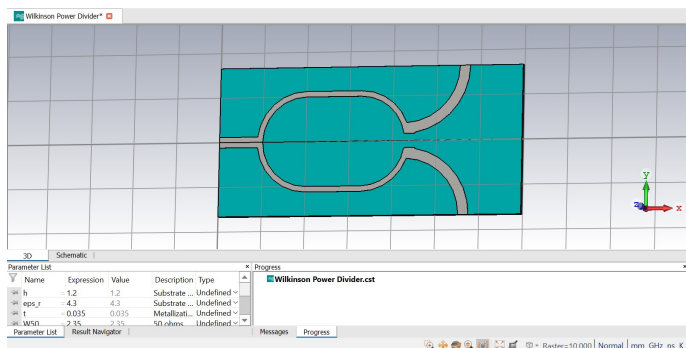 Wilkinson Power Divider*
y
z
x
3D Schematic
Parameter List
Name Expression Value Description Type
h = 1.2 1.2 Substrate ... Undefined
eps_r = 4.3 4.3 Substrate ... Undefined
t = 0.035 0.035 Metallizati... Undefined
W50 = 2.35 2.35 50 ohms Undefined
Parameter List Result Navigator
Progress
Wilkinson Power Divider.cst
Messages Progress
Raster=10.000 Normal mm GHz ns K